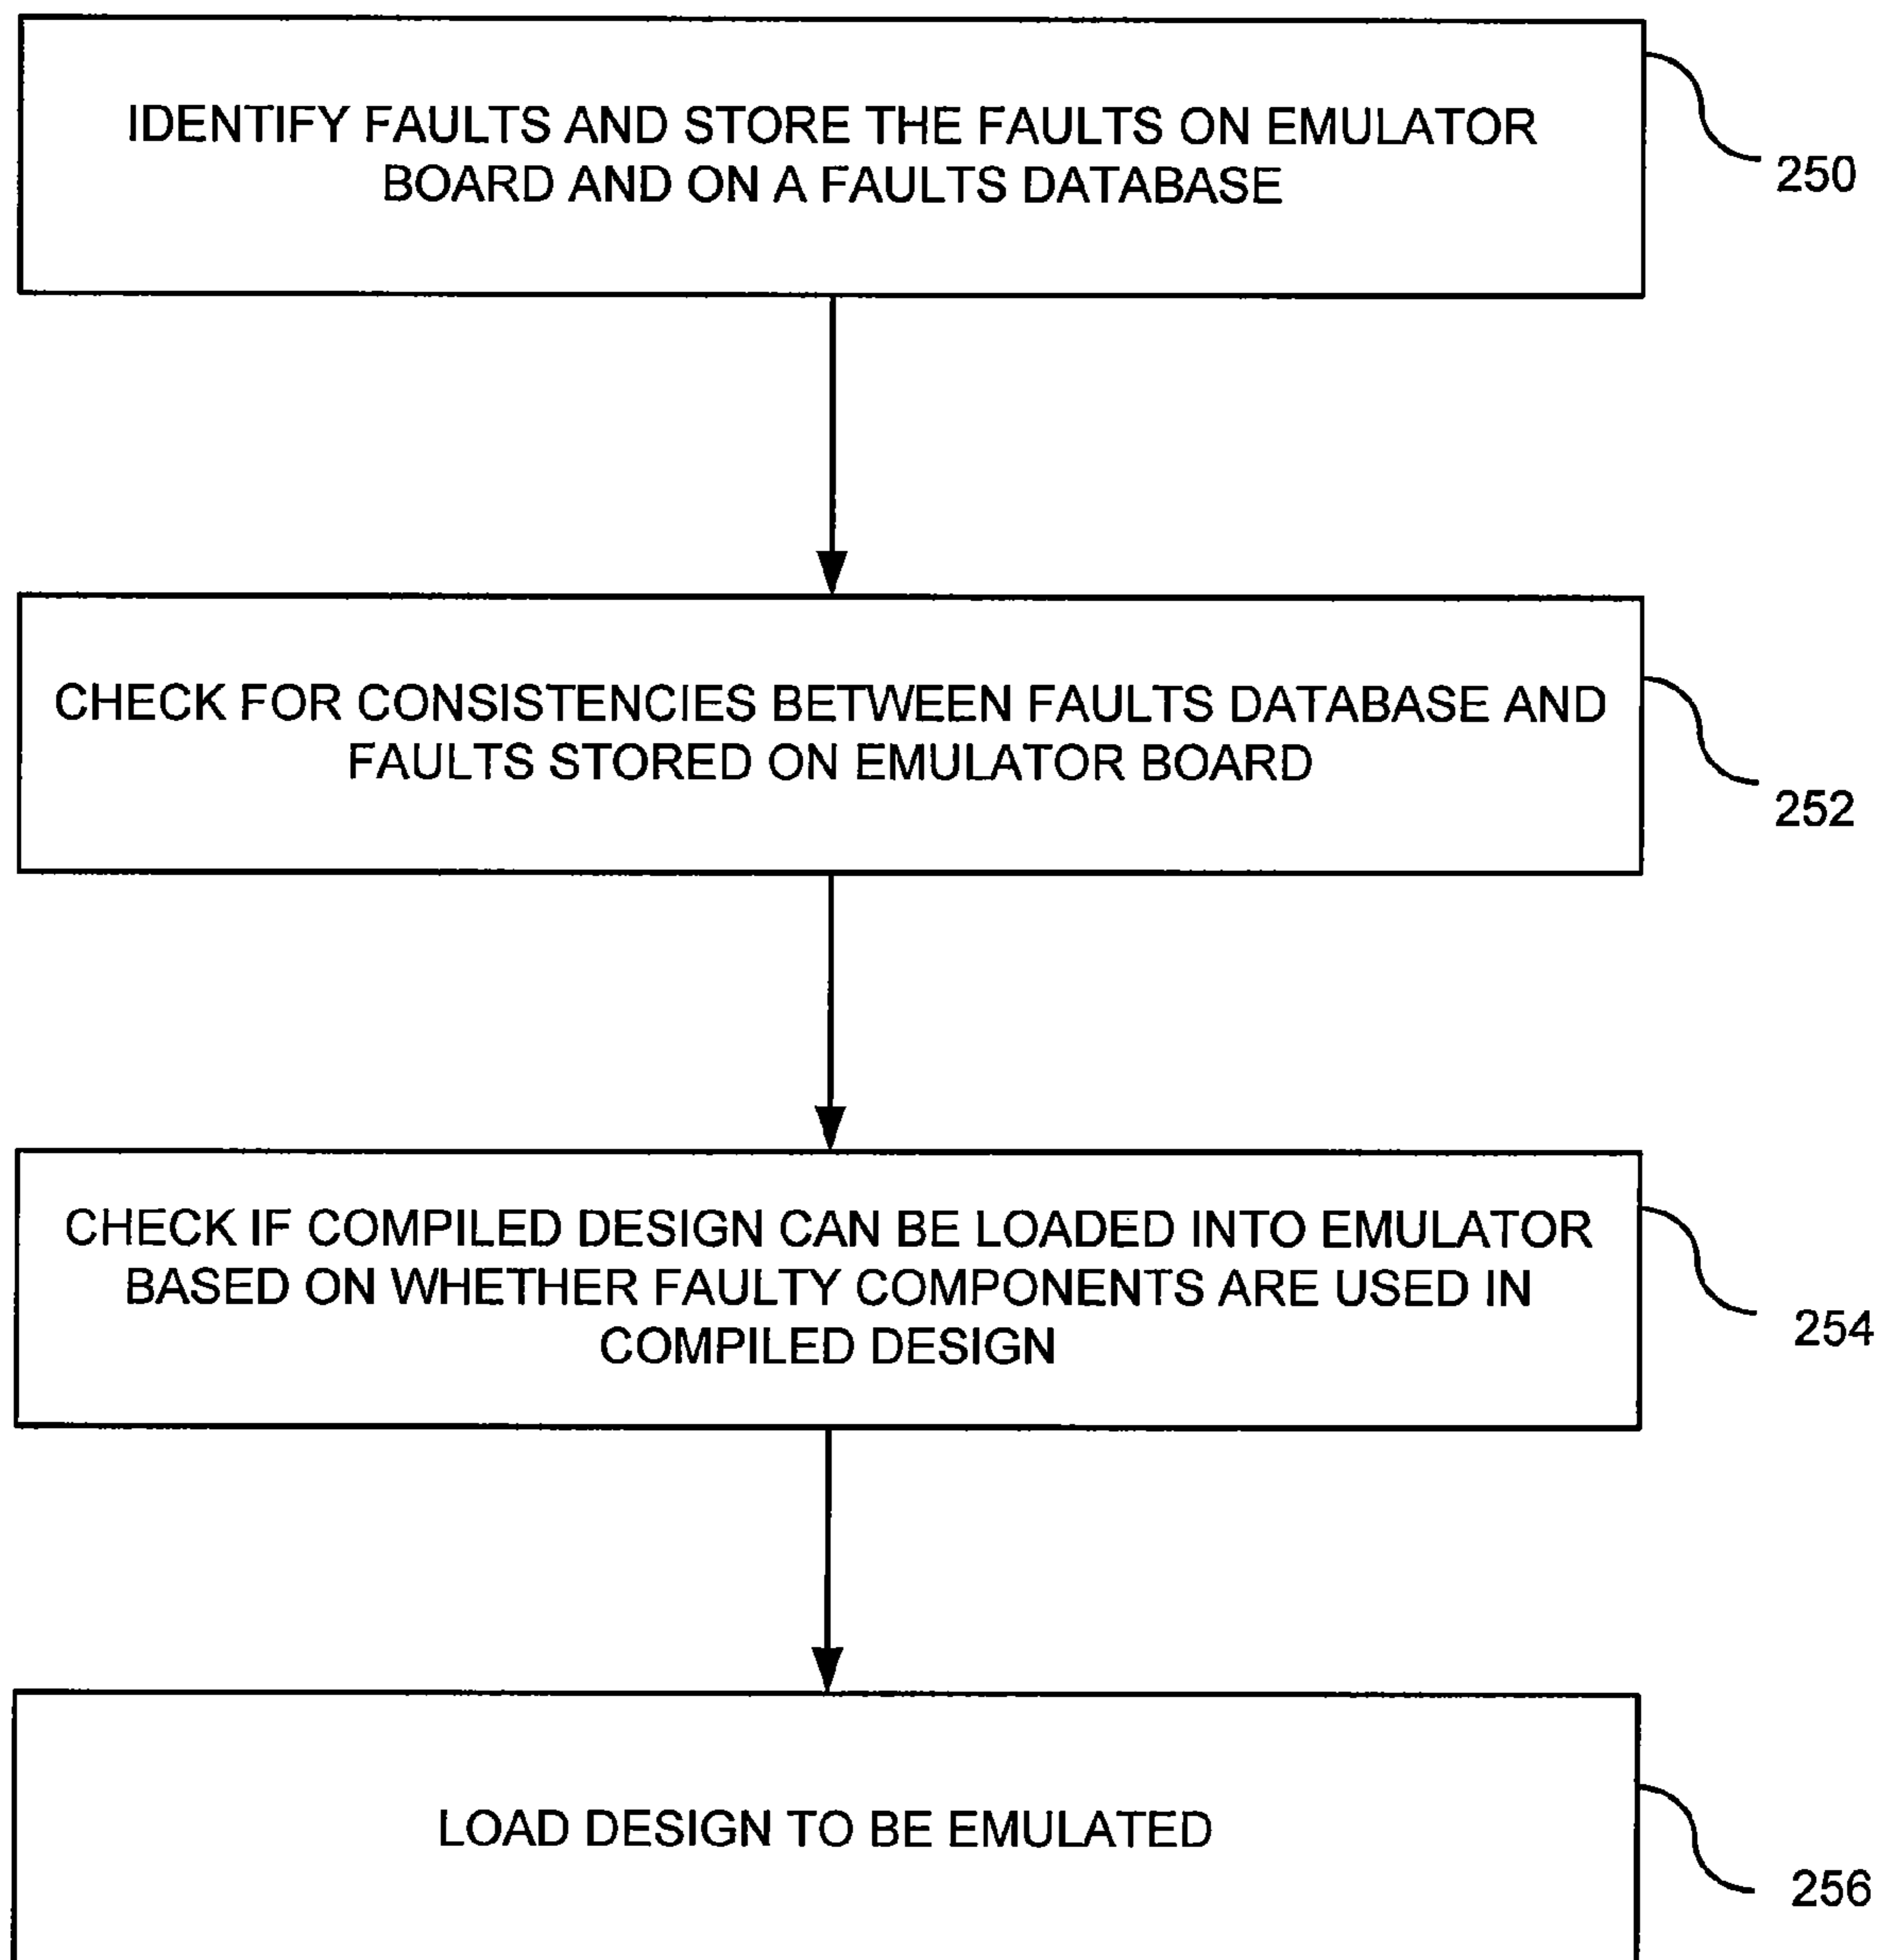 IDENTIFY FAULTS AND STORE THE FAULTS ON EMULATOR
BOARD AND ON A FAULTS DATABASE
250
CHECK FOR CONSISTENCIES BETWEEN FAULTS DATABASE AND
FAULTS STORED ON EMULATOR BOARD
252
CHECK IF COMPILED DESIGN CAN BE LOADED INTO EMULATOR
BASED ON WHETHER FAULTY COMPONENTS ARE USED IN
COMPILED DESIGN
254
LOAD DESIGN TO BE EMULATED
256